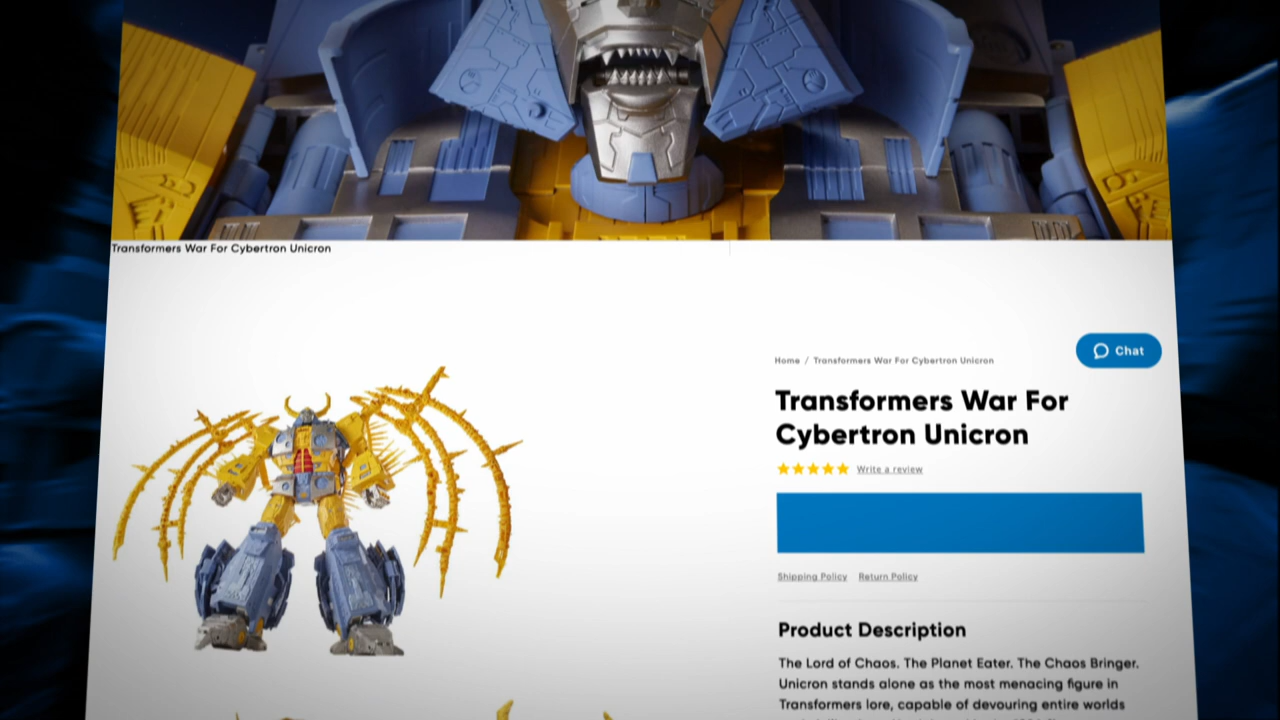 Transformers War For Cybertron Unicron
Home / Transformers War For Cybertron Unicron
Chat
Transformers War For
Cybertron Unicron
Write a review
Shipping Policy Return Policy
Product Description
The Lord of Chaos. The Planet Eater. The Chaos Bringer.
Unicron stands alone as the most menacing figure in
Transformers lore, capable of devouring entire worlds